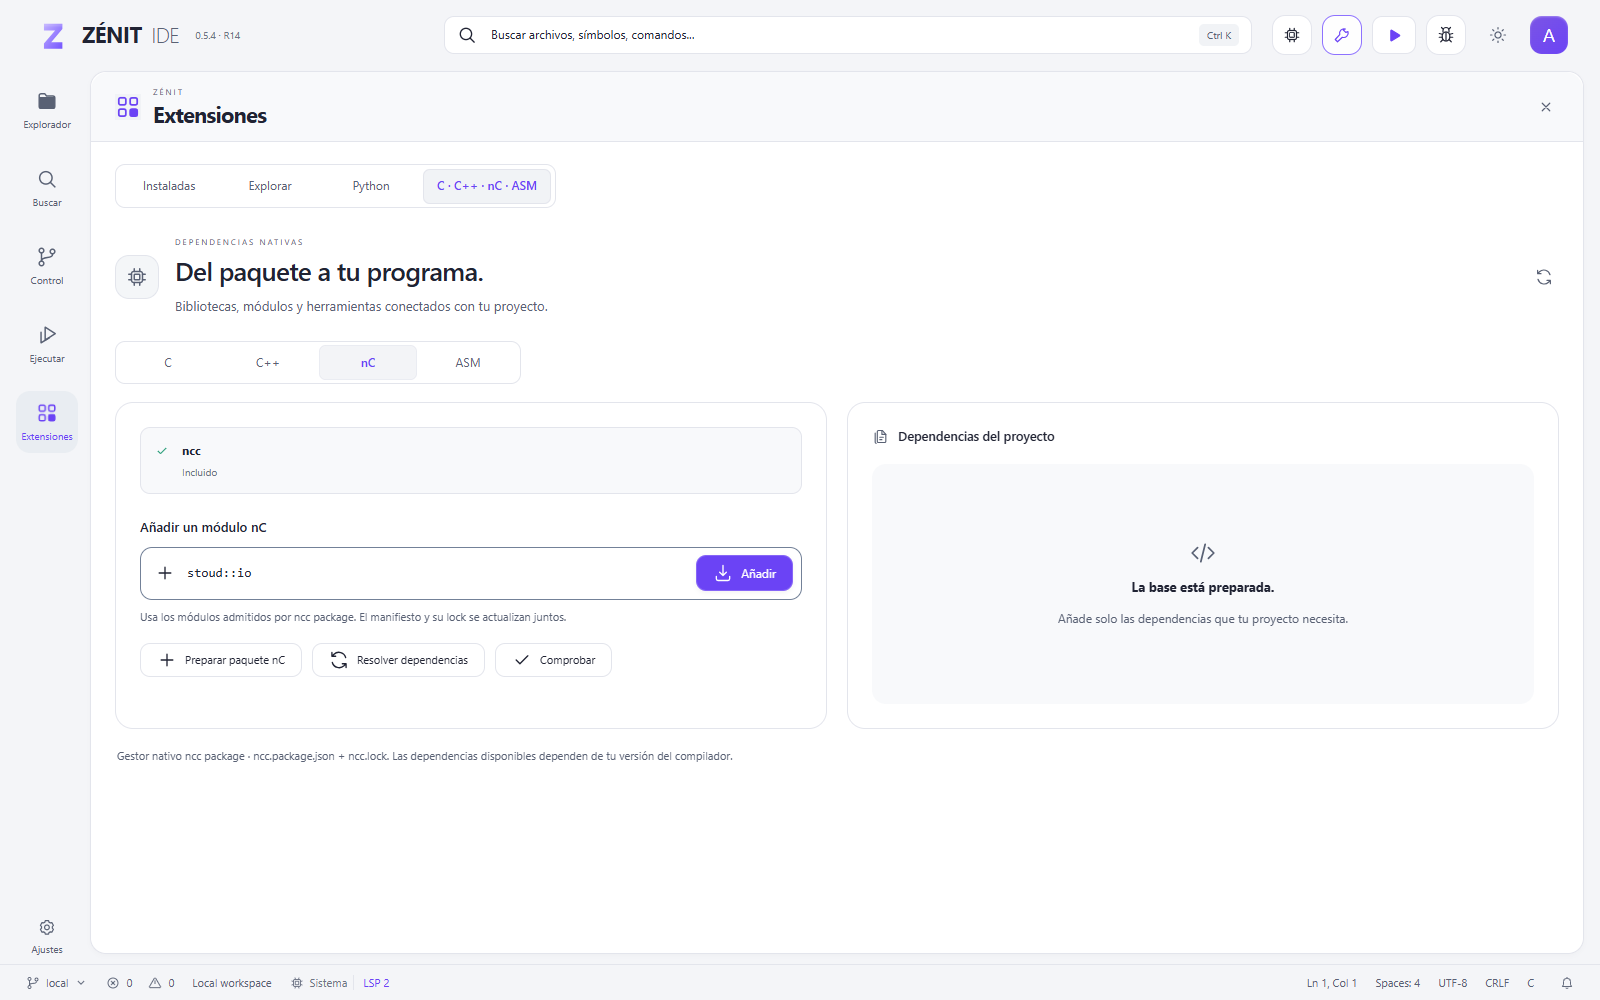 Z ZÉNIT IDE 0.5.4 · R14
Buscar archivos, símbolos, comandos... Ctrl K
A
Explorador
Buscar
Control
Ejecutar
Extensiones
Ajustes
ZÉNIT
Extensiones
Instaladas Explorar Python C · C++ · nC · ASM
DEPENDENCIAS NATIVAS
Del paquete a tu programa.
Bibliotecas, módulos y herramientas conectados con tu proyecto.
C C++ nC ASM
ncc
Incluido
Añadir un módulo nC
stoud::io Añadir
Usa los módulos admitidos por ncc package. El manifiesto y su lock se actualizan juntos.
Preparar paquete nC Resolver dependencias Comprobar
Dependencias del proyecto
La base está preparada.
Añade solo las dependencias que tu proyecto necesita.
Gestor nativo ncc package · ncc.package.json + ncc.lock. Las dependencias disponibles dependen de tu versión del compilador.
local 0 0 Local workspace Sistema LSP 2 Ln 1, Col 1 Spaces: 4 UTF-8 CRLF C